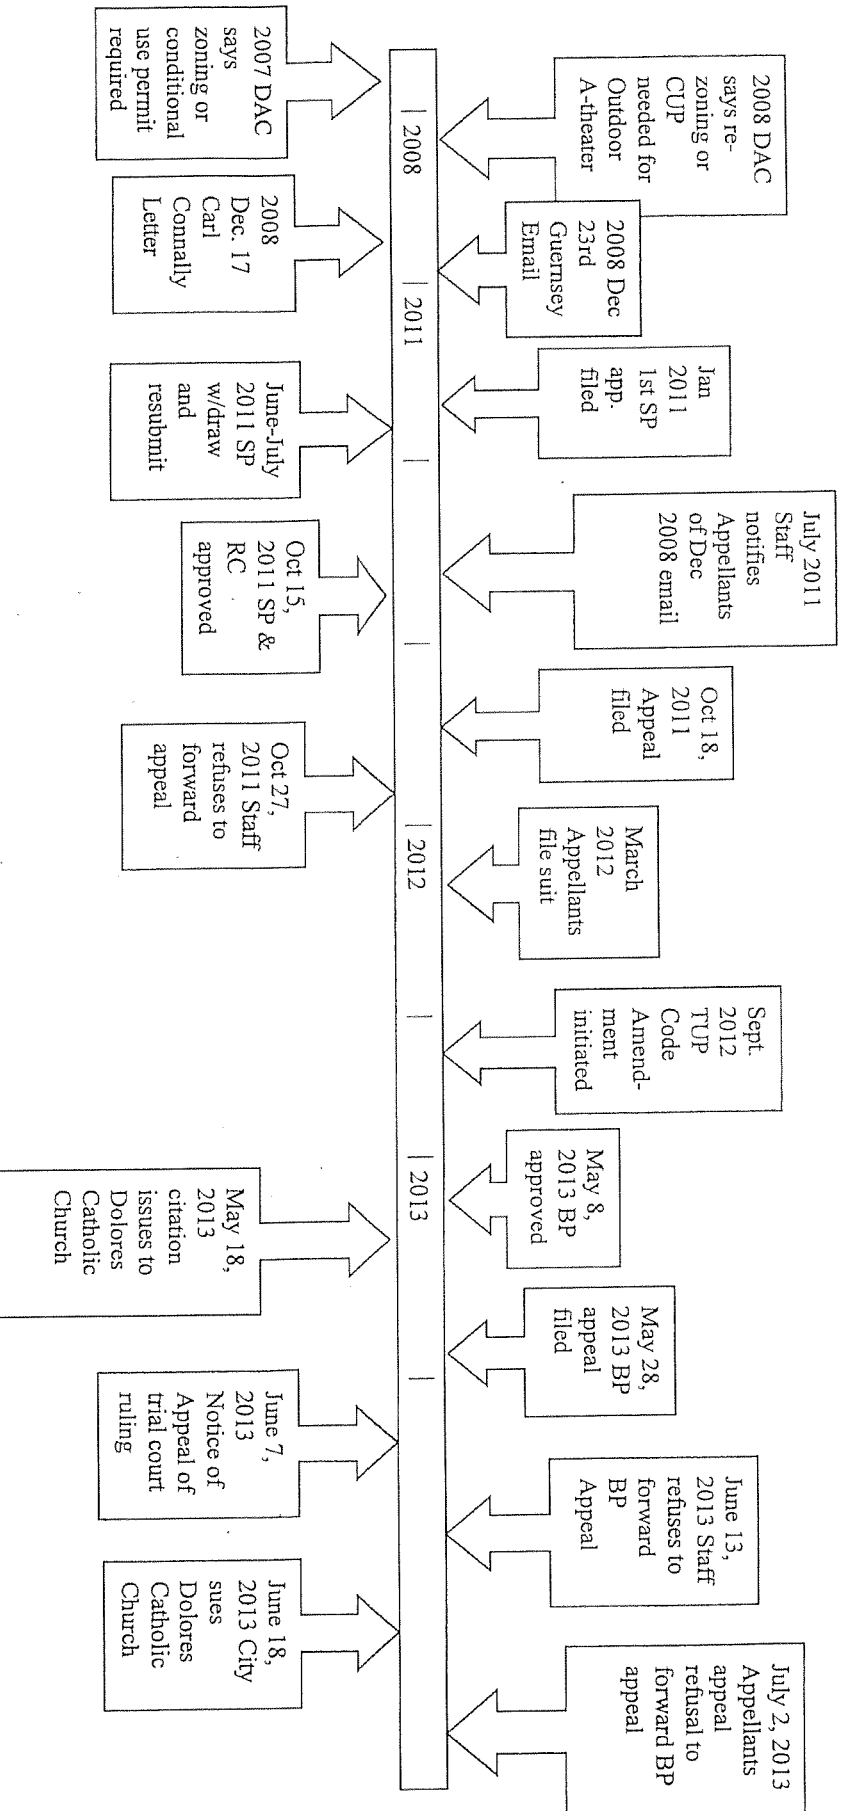 2008 DAC
says re-
zoning or
CUP
needed for
Outdoor
A-theater
2008 Dec
23rd
Guernsey
Email
Jan
2011
1st SP
app.
filed
July 2011
Staff
notifies
Appellants
of Dec
2008 email
Oct 18,
2011
Appeal
filed
March
2012
Appellants
file suit
Sept.
2012
TUP
Code
Amend-
ment
initiated
May 8,
2013 BP
approved
May 28,
2013 BP
appeal
filed
June 13,
2013 Staff
refuses to
forward
BP
Appeal
July 2, 2013
Appellants
appeal
refusal to
forward BP
appeal
2008
2011
2012
2013
2007 DAC
says
zoning or
conditional
use permit
required
2008
Dec. 17
Carl
Connally
Letter
June-July
2011 SP
w/draw
and
resubmit
Oct 15,
2011 SP &
RC
approved
Oct 27,
2011 Staff
refuses to
forward
appeal
May 18,
2013
citation
issues to
Dolores
Catholic
Church
June 7,
2013
Notice of
Appeal of
trial court
ruling
June 18,
2013 City
sues
Dolores
Catholic
Church